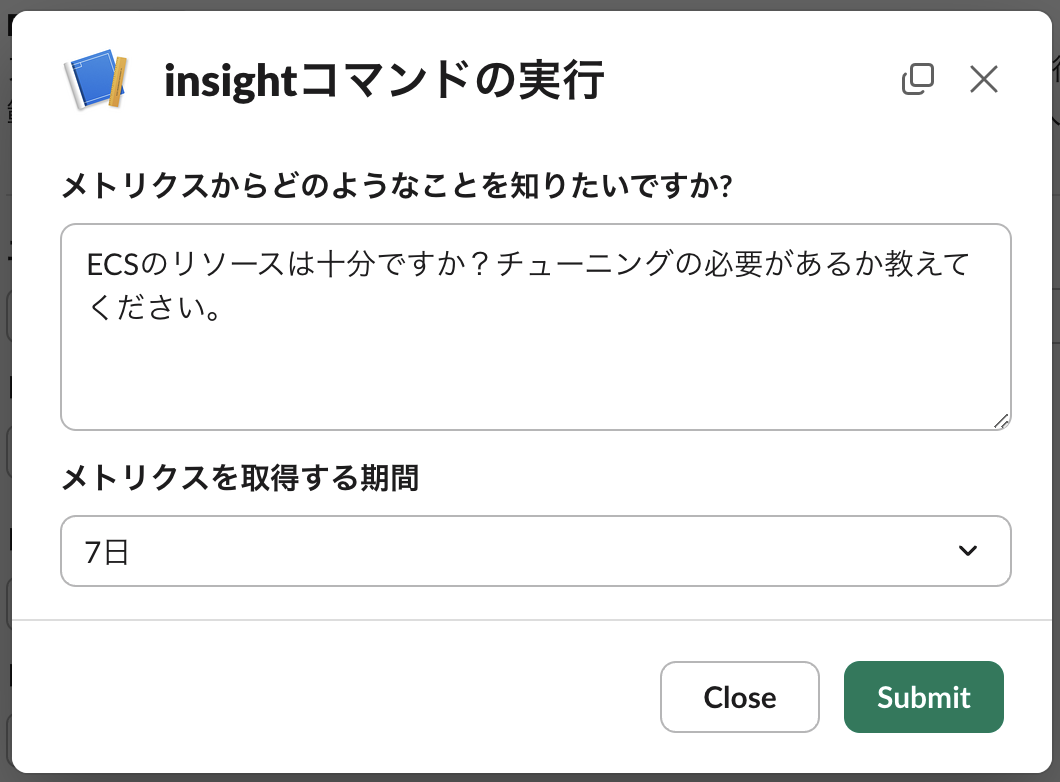 insightコマンドの実行
メトリクスからどのようなことを知りたいですか?
ECSのリソースは十分ですか？チューニングの必要があるか教えて
ください。
メトリクスを取得する期間
7日
Close
Submit